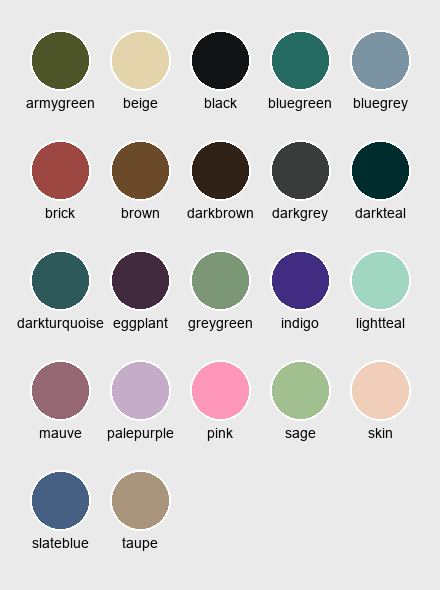 armygreen beige black bluegreen bluegrey
brick brown darkbrown darkgrey darkteal
darkturquoise eggplant greygreen indigo lightteal
mauve palepurple pink sage skin
slateblue taupe